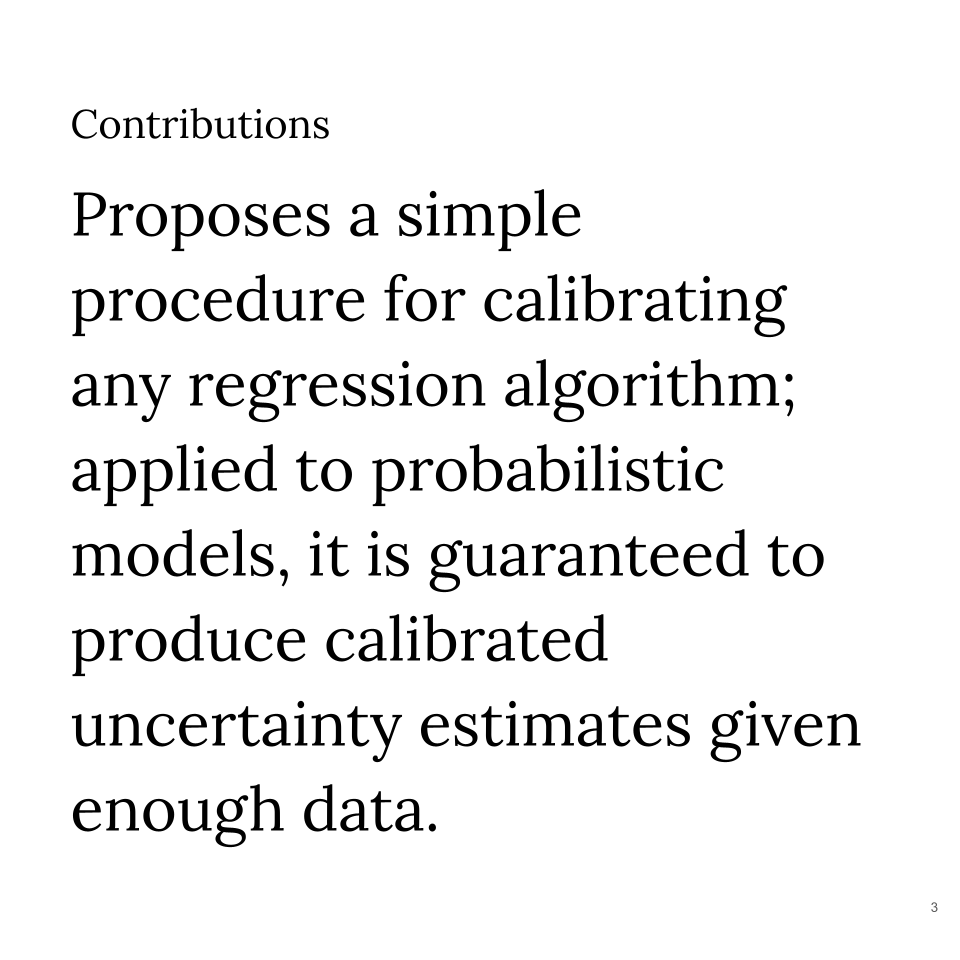 Contributions
Proposes a simple
procedure for calibrating
any regression algorithm;
applied to probabilistic
models, it is guaranteed to
produce calibrated
uncertainty estimates given
enough data.
3